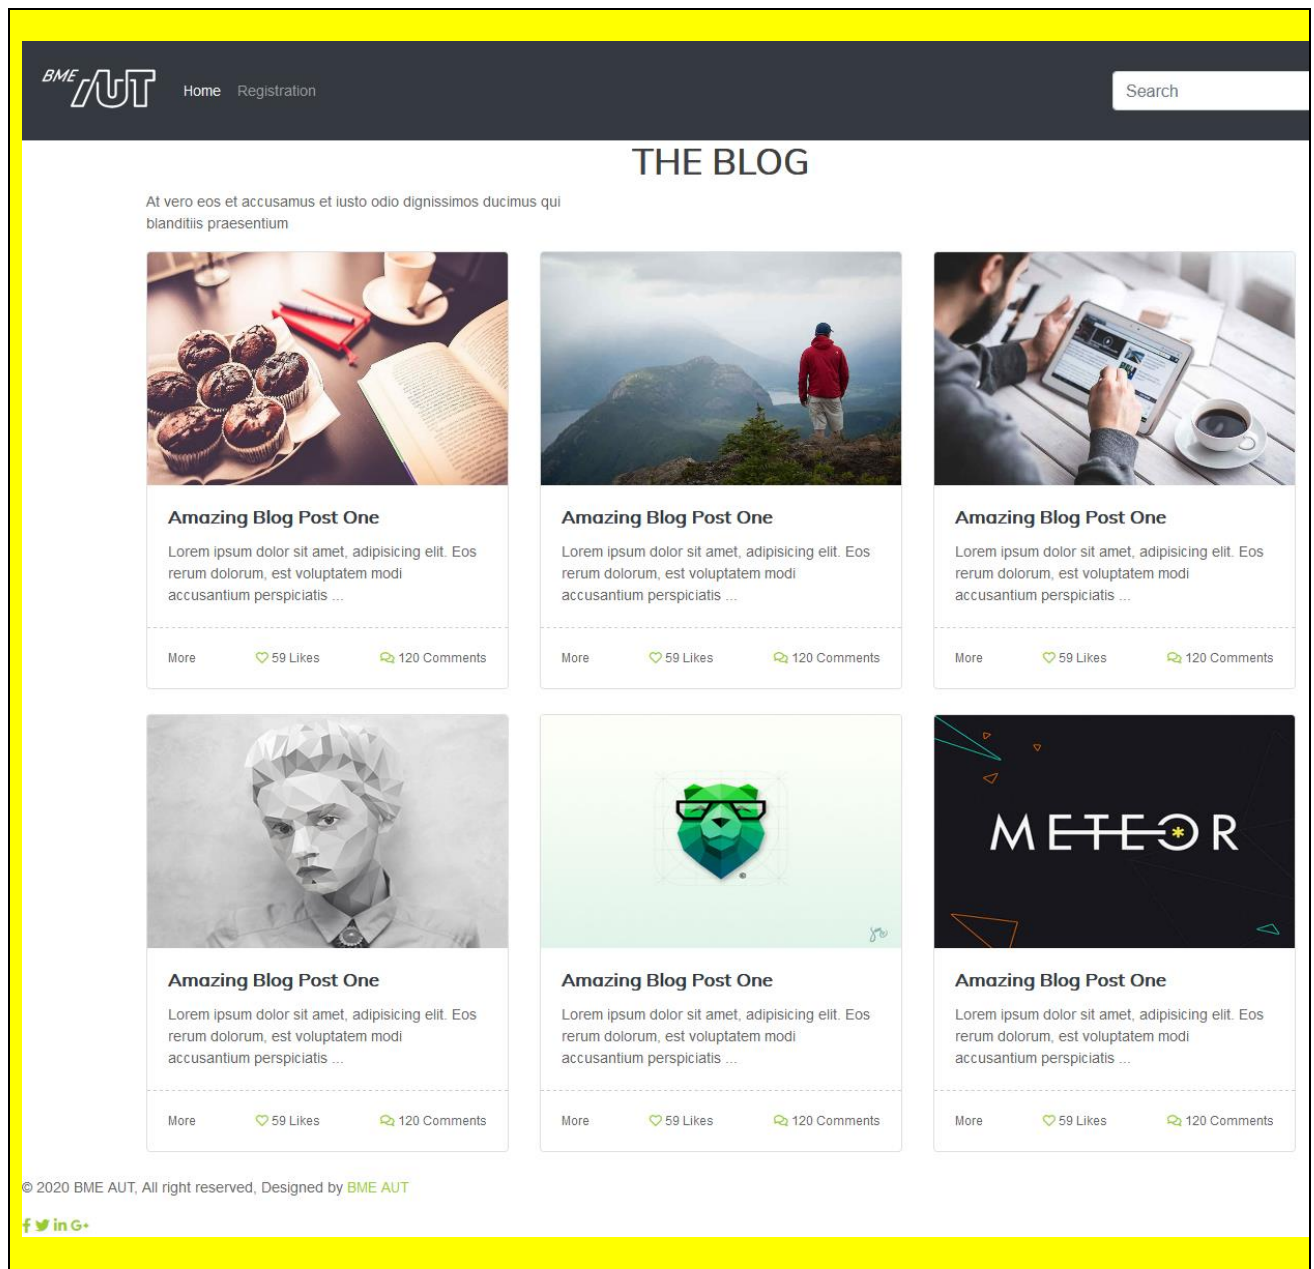 BME AUT
Home Registration
Search
THE BLOG
At vero eos et accusamus et iusto odio dignissimos ducimus qui
blanditiis praesentium
Amazing Blog Post One
Lorem ipsum dolor sit amet, adipisicing elit. Eos
rerum dolorum, est voluptatem modi
accusantium perspiciatis ...
More 59 Likes 120 Comments
Amazing Blog Post One
Lorem ipsum dolor sit amet, adipisicing elit. Eos
rerum dolorum, est voluptatem modi
accusantium perspiciatis ...
More 59 Likes 120 Comments
Amazing Blog Post One
Lorem ipsum dolor sit amet, adipisicing elit. Eos
rerum dolorum, est voluptatem modi
accusantium perspiciatis ...
More 59 Likes 120 Comments
METEOR
Amazing Blog Post One
Lorem ipsum dolor sit amet, adipisicing elit. Eos
rerum dolorum, est voluptatem modi
accusantium perspiciatis ...
More 59 Likes 120 Comments
Amazing Blog Post One
Lorem ipsum dolor sit amet, adipisicing elit. Eos
rerum dolorum, est voluptatem modi
accusantium perspiciatis ...
More 59 Likes 120 Comments
Amazing Blog Post One
Lorem ipsum dolor sit amet, adipisicing elit. Eos
rerum dolorum, est voluptatem modi
accusantium perspiciatis ...
More 59 Likes 120 Comments
© 2020 BME AUT, All right reserved, Designed by BME AUT
f in G+